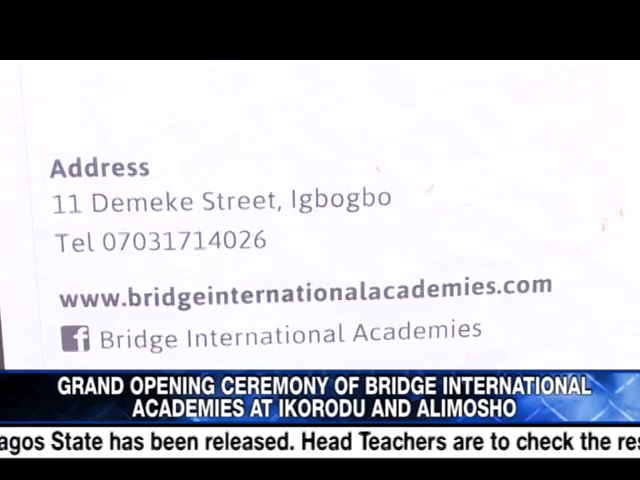 Address
11 Demeke Street, Igbogbo
Tel 07031714026
www.bridgeinternationalacademies.com
f Bridge International Academies
GRAND OPENING CEREMONY OF BRIDGE INTERNATIONAL
ACADEMIES AT IKORODU AND ALIMOSHO
agos State has been released. Head Teachers are to check the res